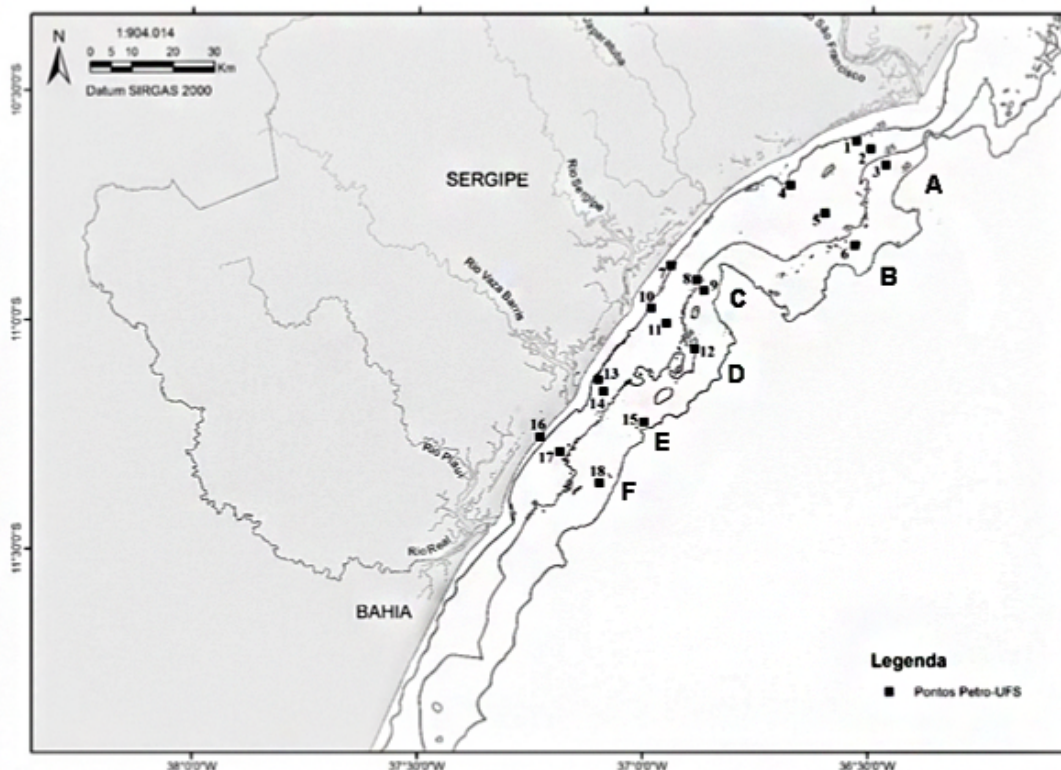 N
1:904.014
0 5 10 20 30
Km
Datum SIRGAS 2000
10°30'0"S
11°0'0"S
11°30'0"S
Rio Japaratuba
São Francisco
SERGIPE
Rio Sergipe
Rio Vaza Barris
Rio Piauí
Rio Real
BAHIA
1
2
3
A
4
5
6
B
7
8
9
C
10
11
12
D
13
14
15
E
16
17
18
F
Legenda
Pontos Petro-UFS
38°0'0"W
37°30'0"W
37°0'0"W
36°30'0"W